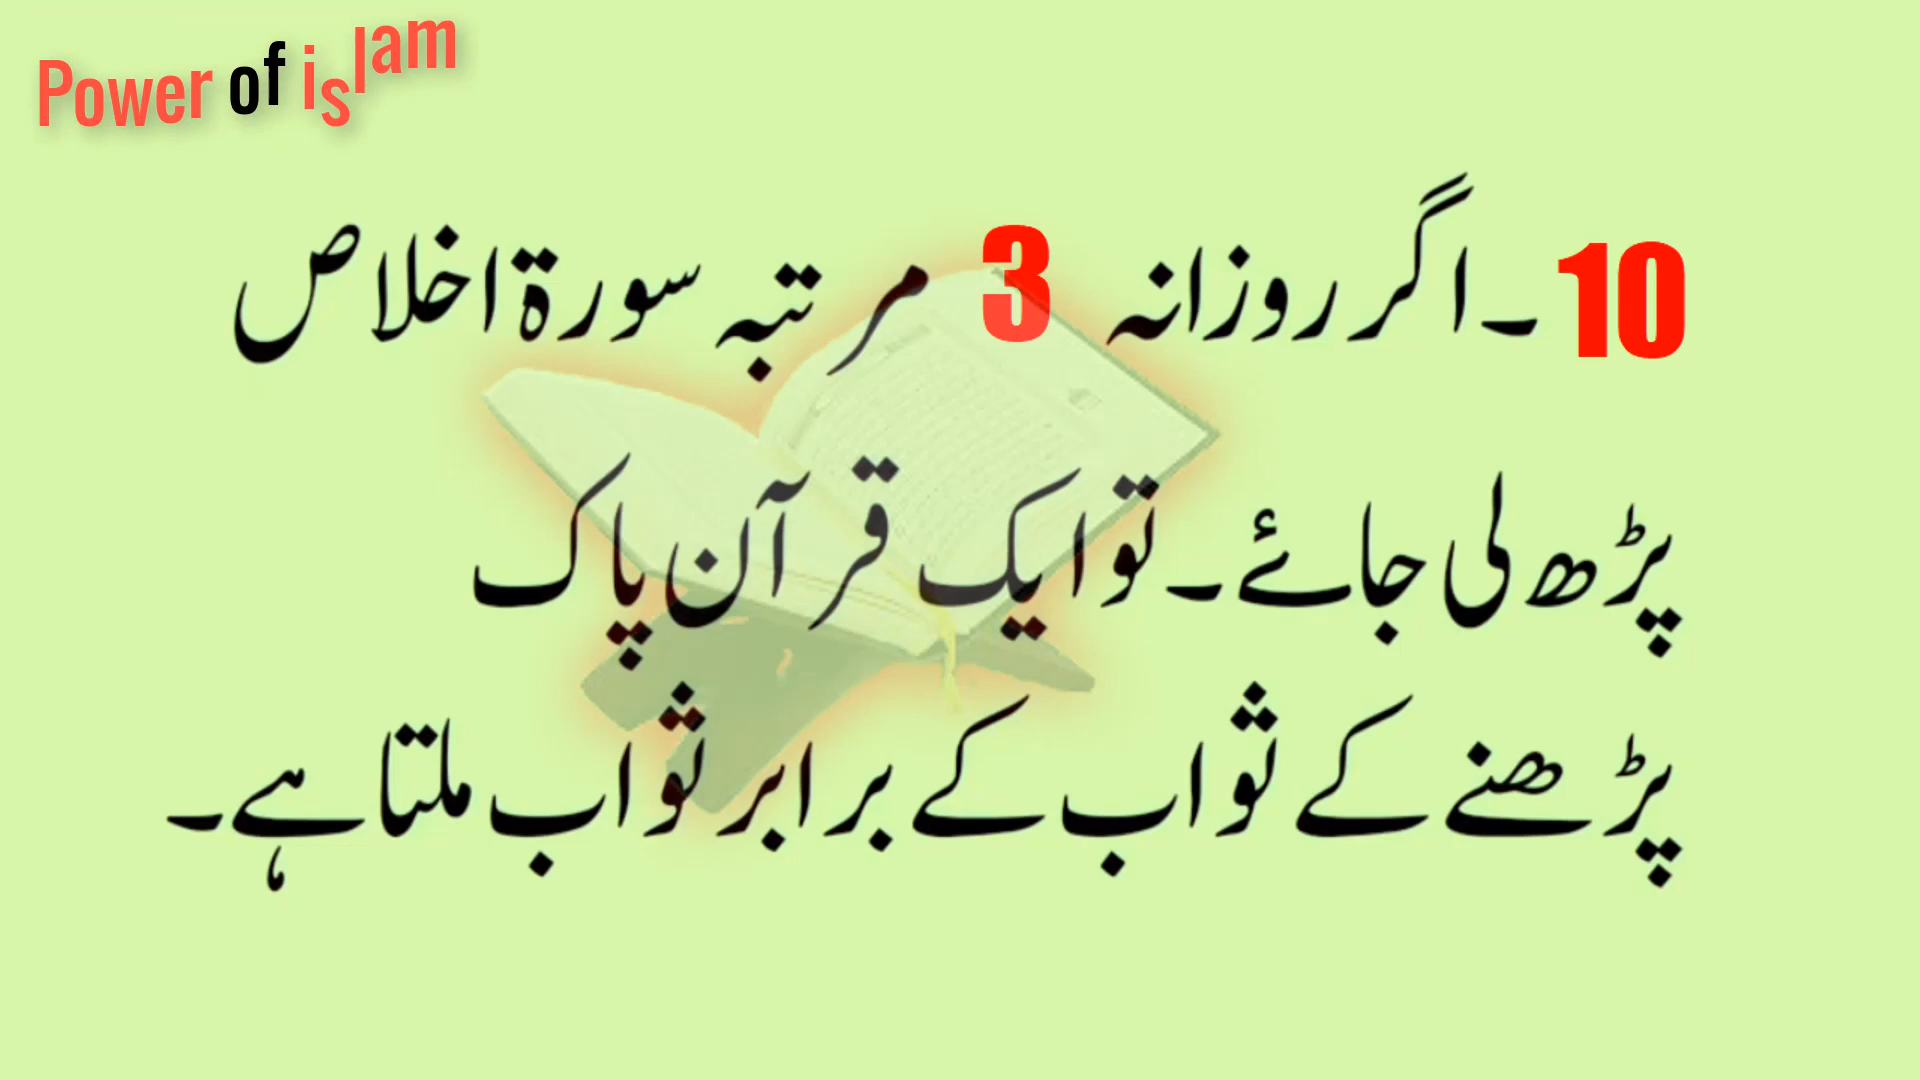 Power of islam
10۔اگر روزانہ 3 مرتبہ سورۃ اخلاص
پڑھ لی جائے۔تو ایک قرآن پاک
پڑھنے کے ثواب کے برابر ثواب ملتا ہے۔